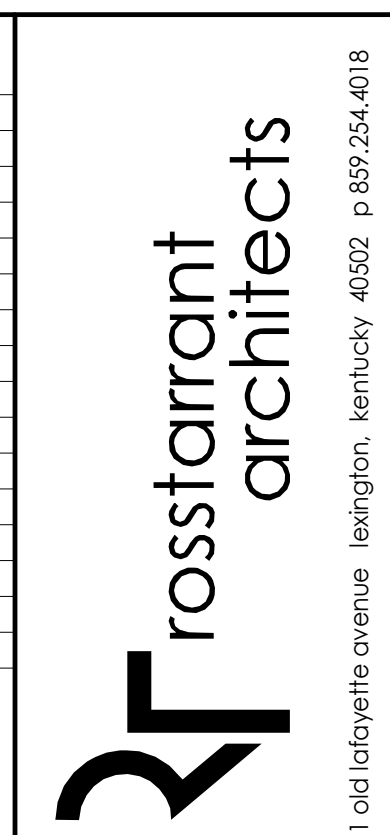 rosstarrant
architects
1 old lafayette avenue lexington, kentucky 40502 p 859.254.4018